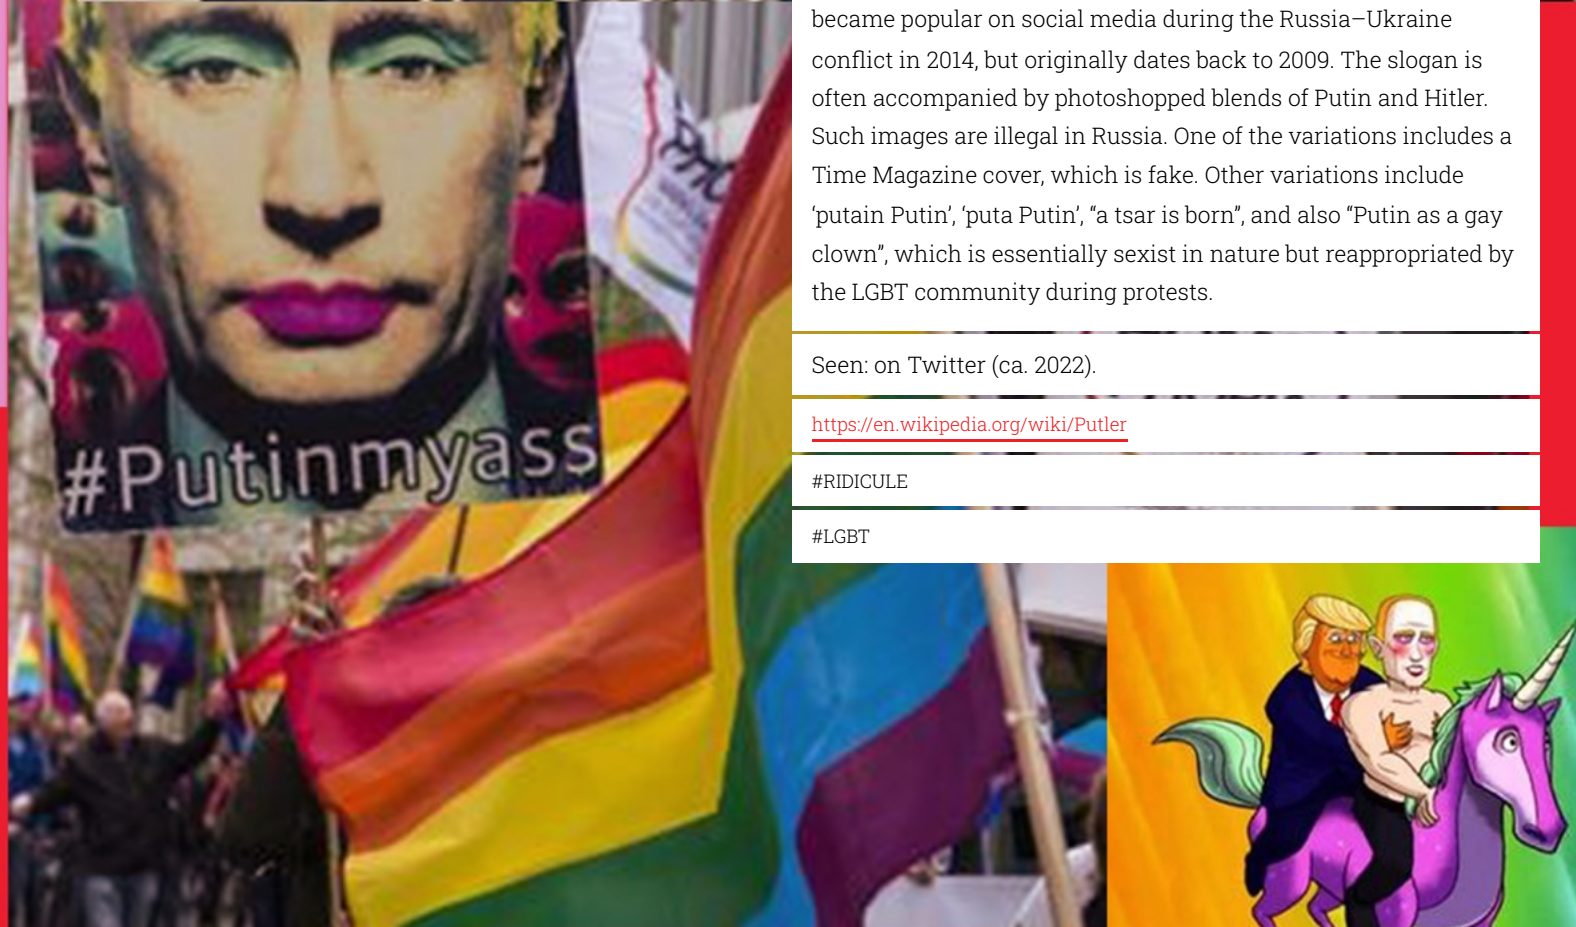 became popular on social media during the Russia–Ukraine
conflict in 2014, but originally dates back to 2009. The slogan is
often accompanied by photoshopped blends of Putin and Hitler.
Such images are illegal in Russia. One of the variations includes a
Time Magazine cover, which is fake. Other variations include
‘putain Putin’, ‘puta Putin’, “a tsar is born”, and also “Putin as a gay
clown”, which is essentially sexist in nature but reappropriated by
the LGBT community during protests.
Seen: on Twitter (ca. 2022).
https://en.wikipedia.org/wiki/Putler
#RIDICULE
#LGBT
#Putinmyass